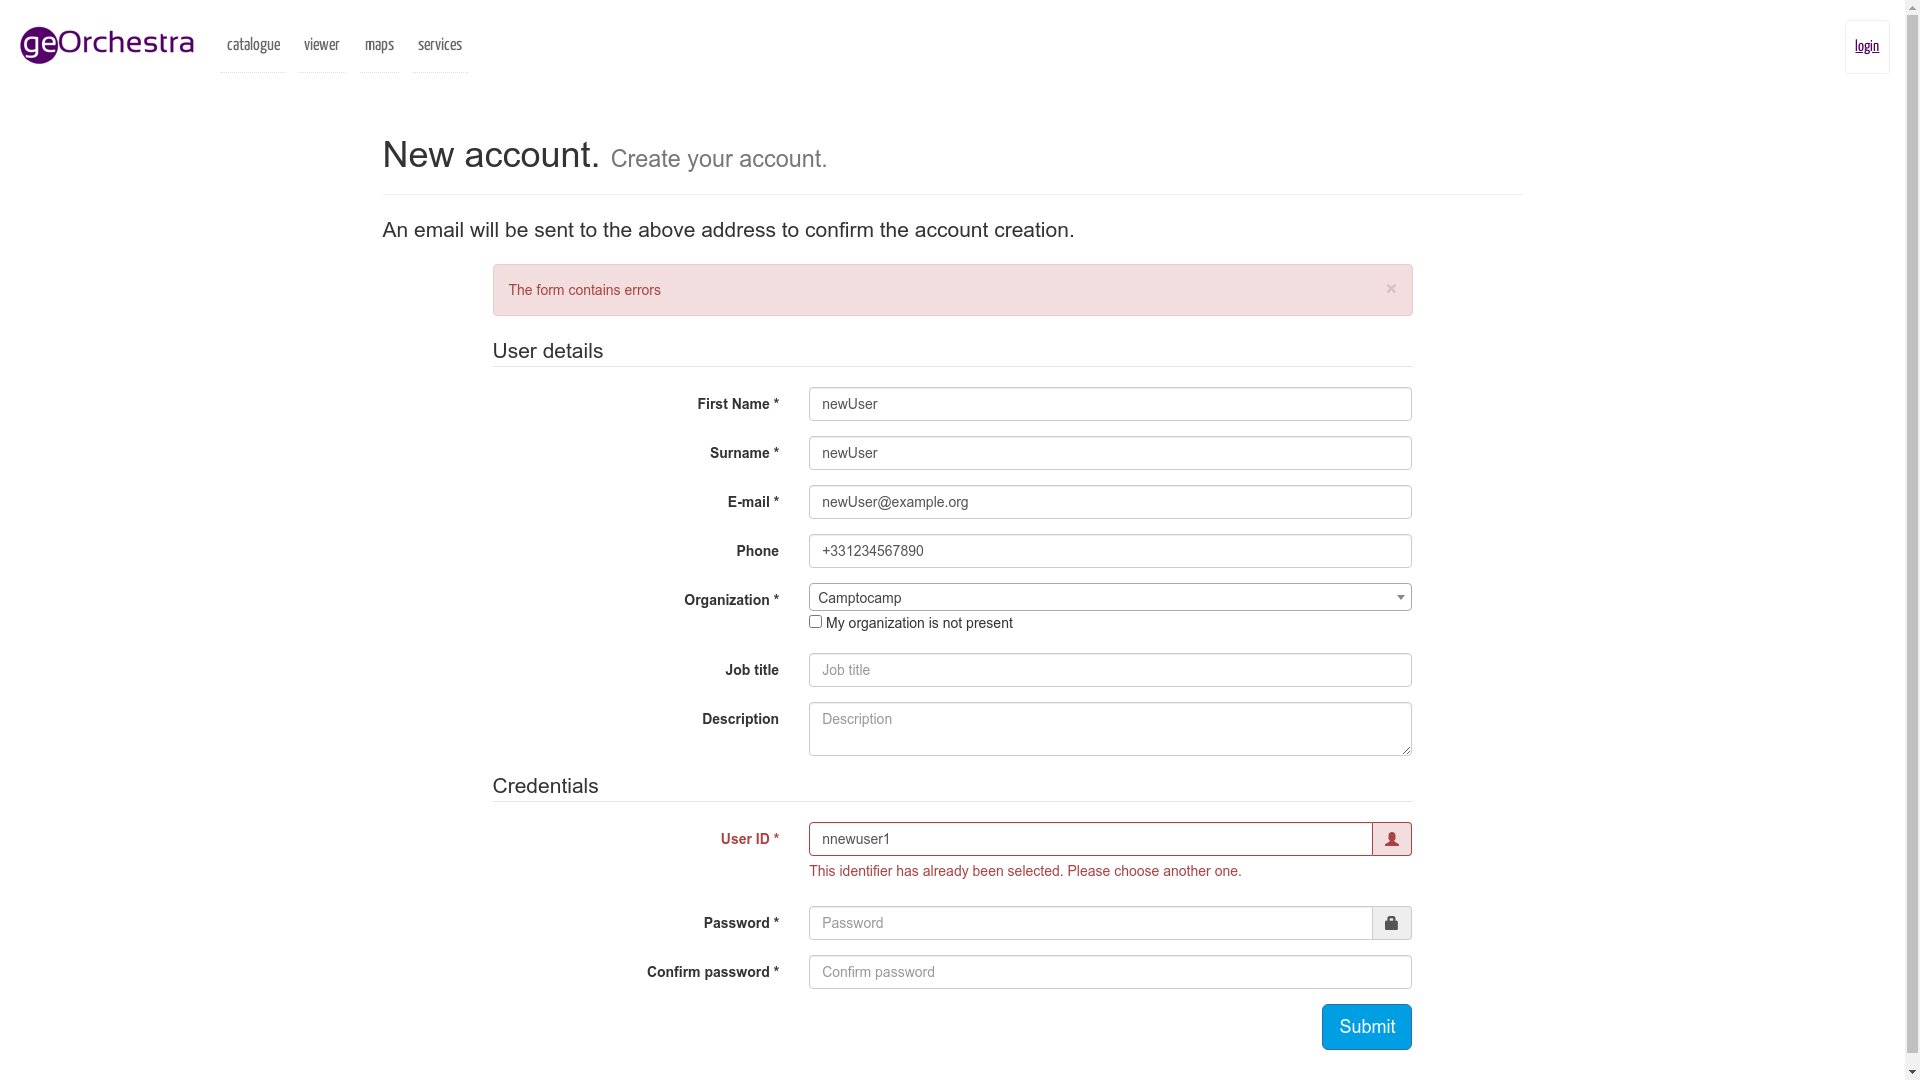 geOrchestra
catalogue viewer maps services
login
New account. Create your account.
An email will be sent to the above address to confirm the account creation.
The form contains errors ×
User details
First Name * newUser
Surname * newUser
E-mail * newUser@example.org
Phone +331234567890
Organization * Camptocamp
My organization is not present
Job title Job title
Description Description
Credentials
User ID * nnewuser1
This identifier has already been selected. Please choose another one.
Password * Password
Confirm password * Confirm password
Submit